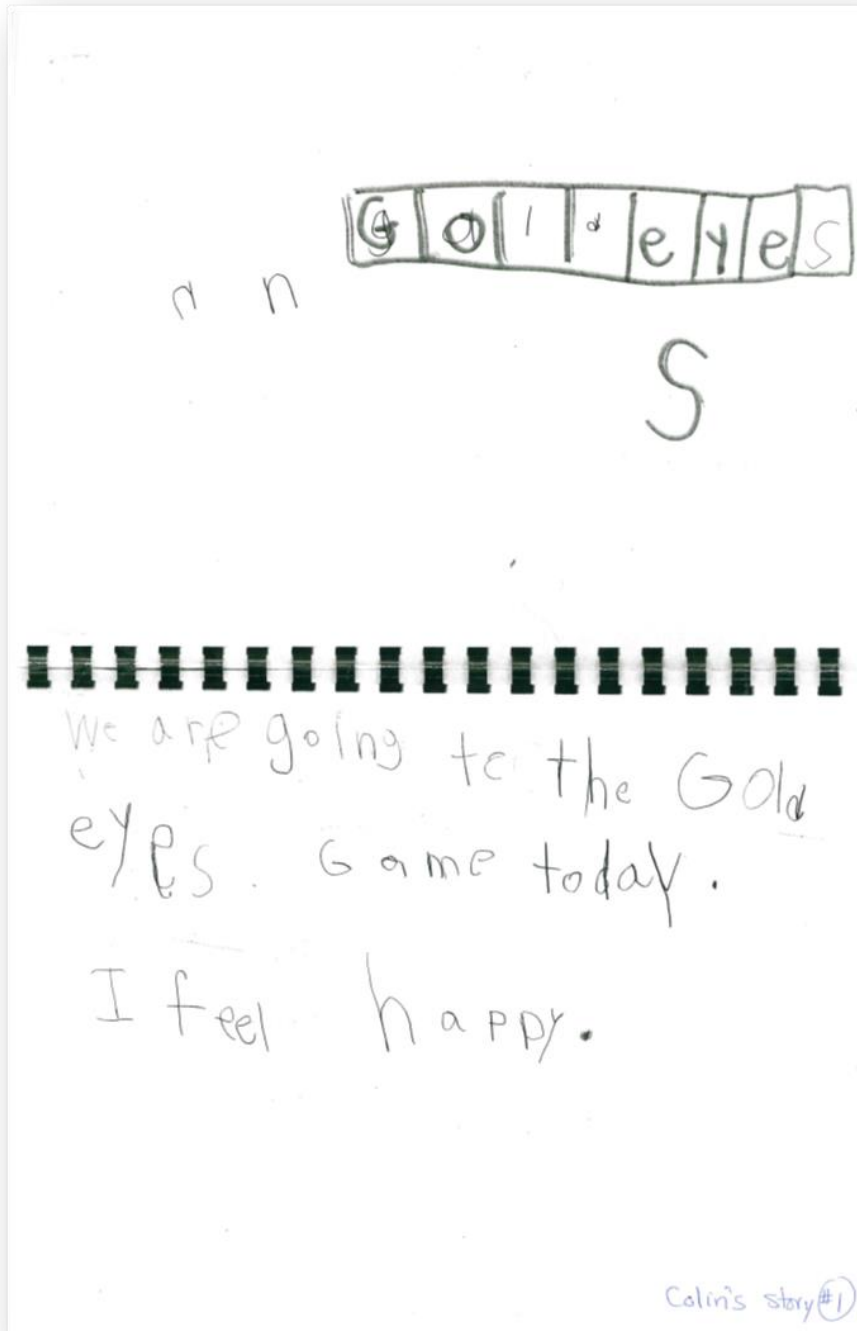 Goldeyes
n n
S
We are going to the Gold
eyes. Game today.
I feel happy.
Colin's story #1